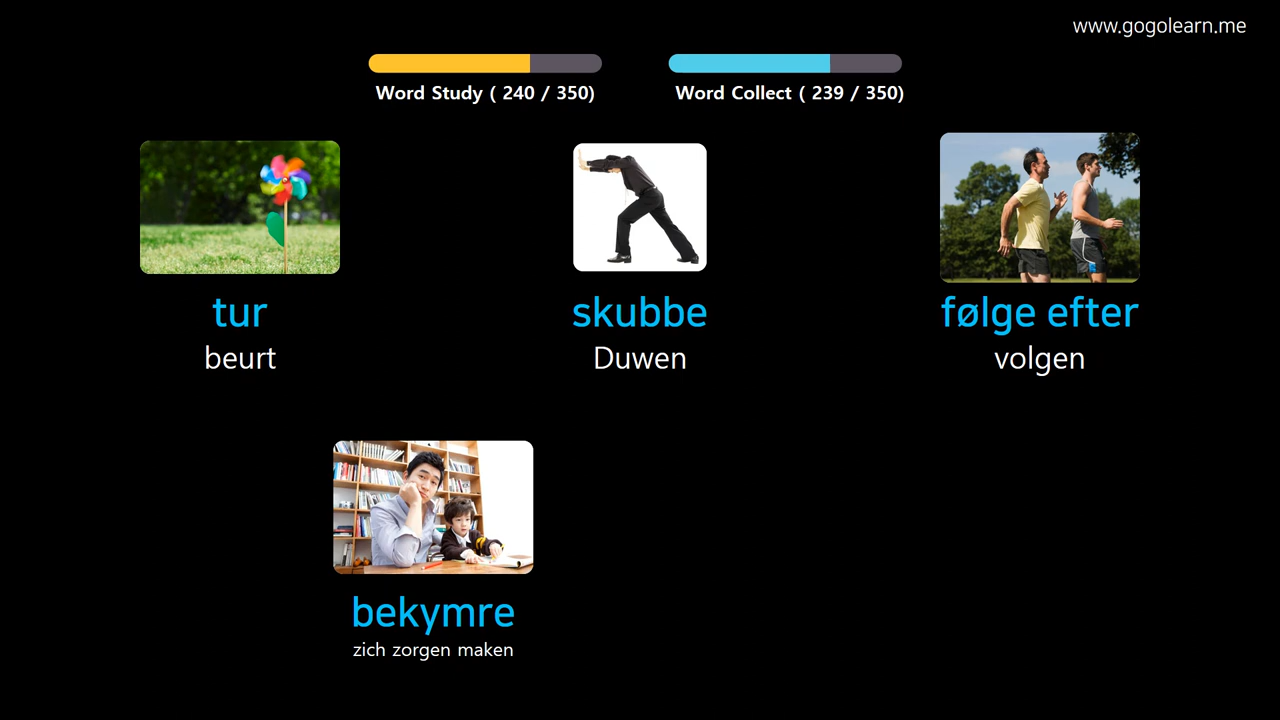 www.gogolearn.me
Word Study ( 240 / 350)
Word Collect ( 239 / 350)
tur
beurt
skubbe
Duwen
følge efter
volgen
bekymre
zich zorgen maken